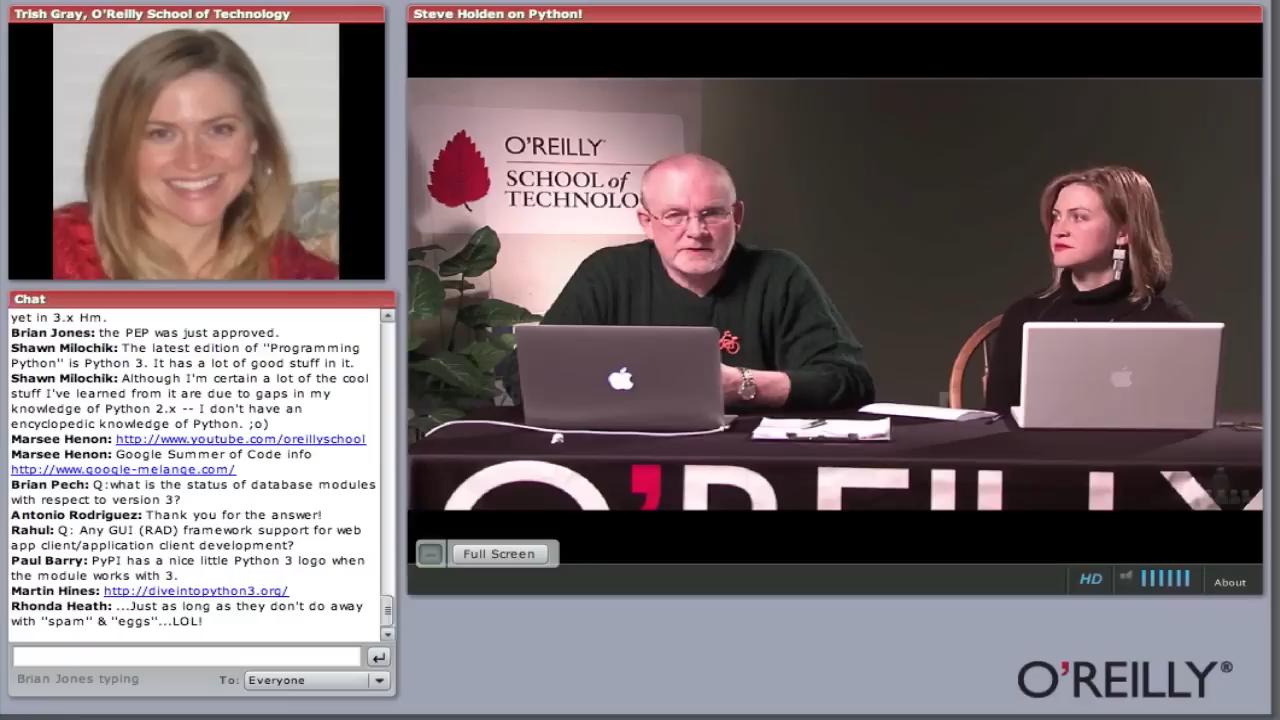 Trish Gray, O'Reilly School of Technology
Steve Holden on Python!
O'REILLY
SCHOOL of
TECHNOLO
Chat
yet in 3.x Hm.
Brian Jones: the PEP was just approved.
Shawn Milochik: The latest edition of "Programming
Python" is Python 3. It has a lot of good stuff in it.
Shawn Milochik: Although I'm certain a lot of the cool
stuff I've learned from it are due to gaps in my
knowledge of Python 2.x -- I don't have an
encyclopedic knowledge of Python. ;o)
Marsee Henon: http://www.youtube.com/oreillyschool
Marsee Henon: Google Summer of Code info
http://www.google-melange.com/
Brian Pech: Q:what is the status of database modules
with respect to version 3?
Antonio Rodriguez: Thank you for the answer!
Rahul: Q: Any GUI (RAD) framework support for web
app client/application client development?
Paul Barry: PyPI has a nice little Python 3 logo when
the module works with 3.
Martin Hines: http://diveintopython3.org/
Rhonda Heath: ...Just as long as they don't do away
with "spam" & "eggs"...LOL!
Brian Jones typing
To: Everyone
O'REILLY
Full Screen
HD
About
O'REILLY®